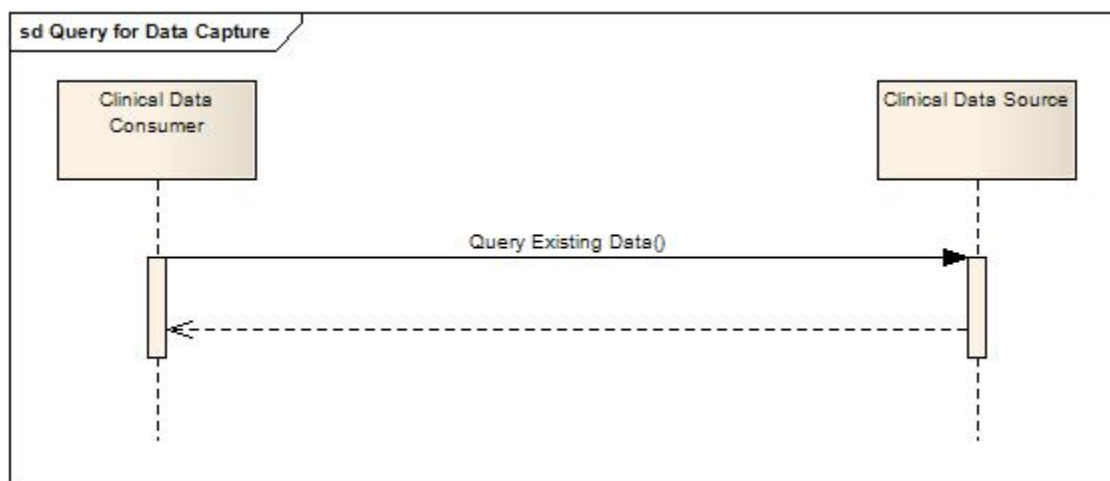 sd Query for Data Capture
Clinical Data
Consumer
Clinical Data Source
Query Existing Data()